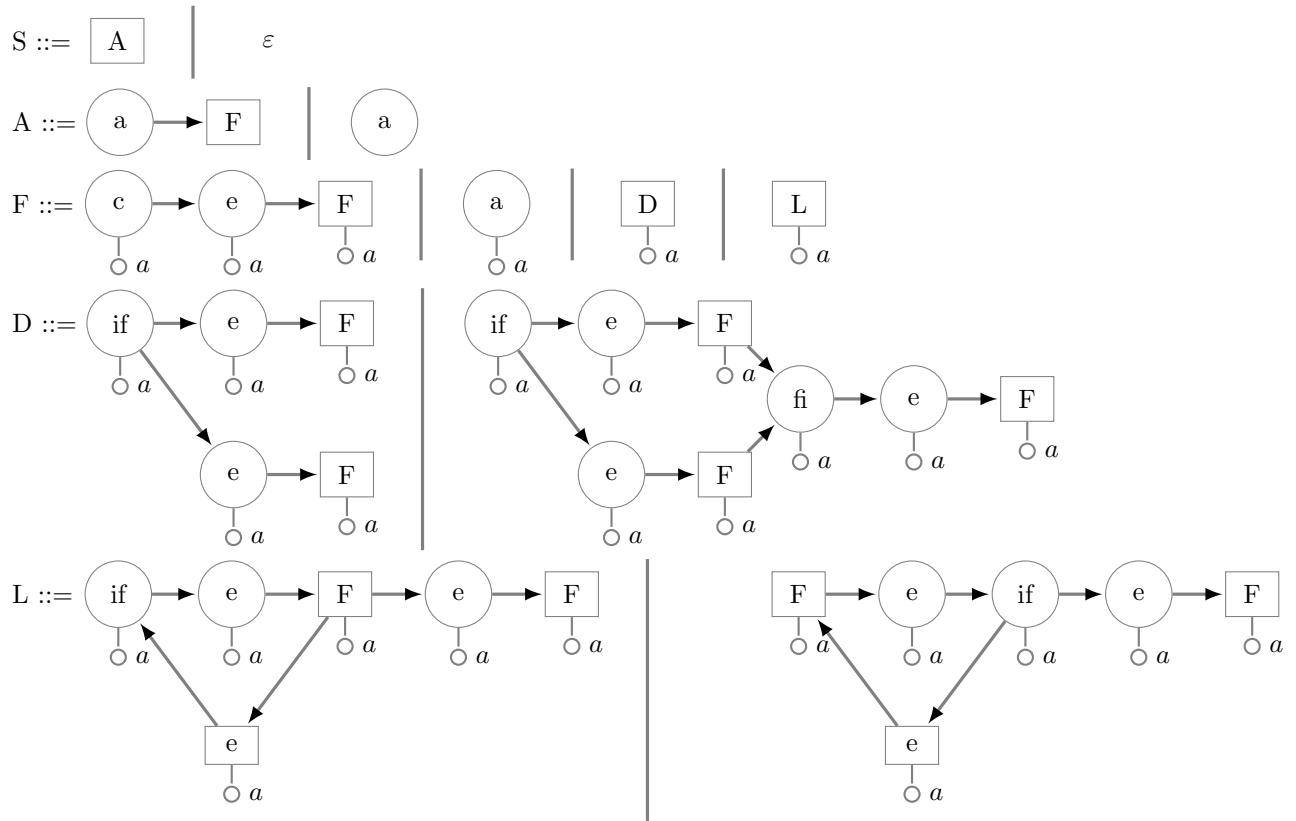 S ::= A ε
A ::= a F a
F ::= c e F a D L
a a a a a a
D ::= if e F if e F
a a a a a a
fi e F
a a a
e F e F
a a a a
L ::= if e F e F F e if e F
a a a a a a a a a a
e e
a a